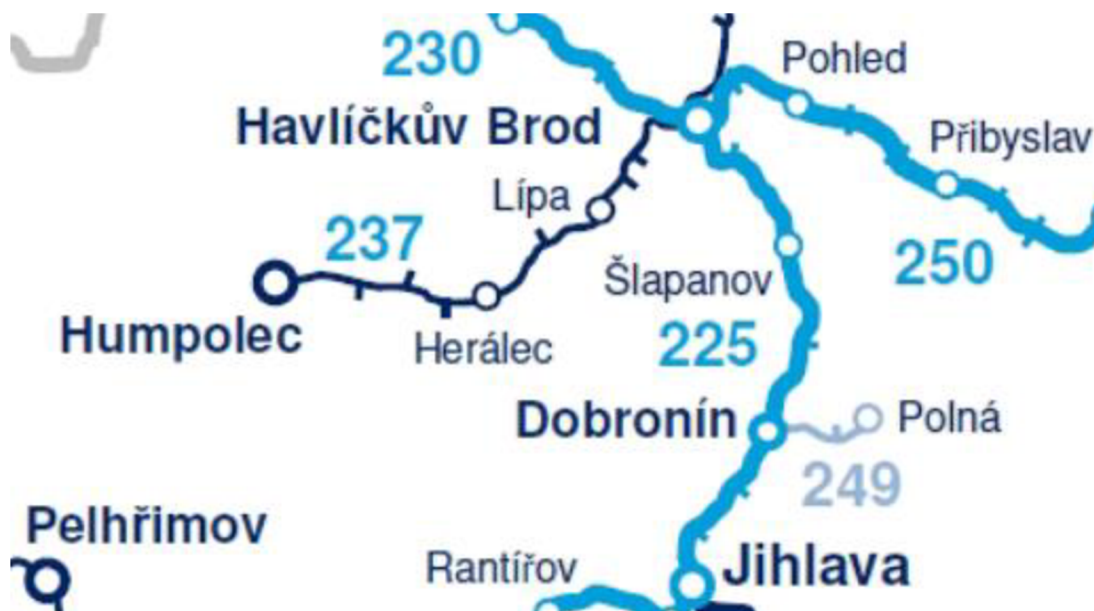 230
Pohled
Havlíčkův Brod
Přibyslav
Lípa
237
250
Šlapanov
Humpolec
Herálec
225
Dobronín
Polná
249
Pelhřimov
Rantířov
Jihlava